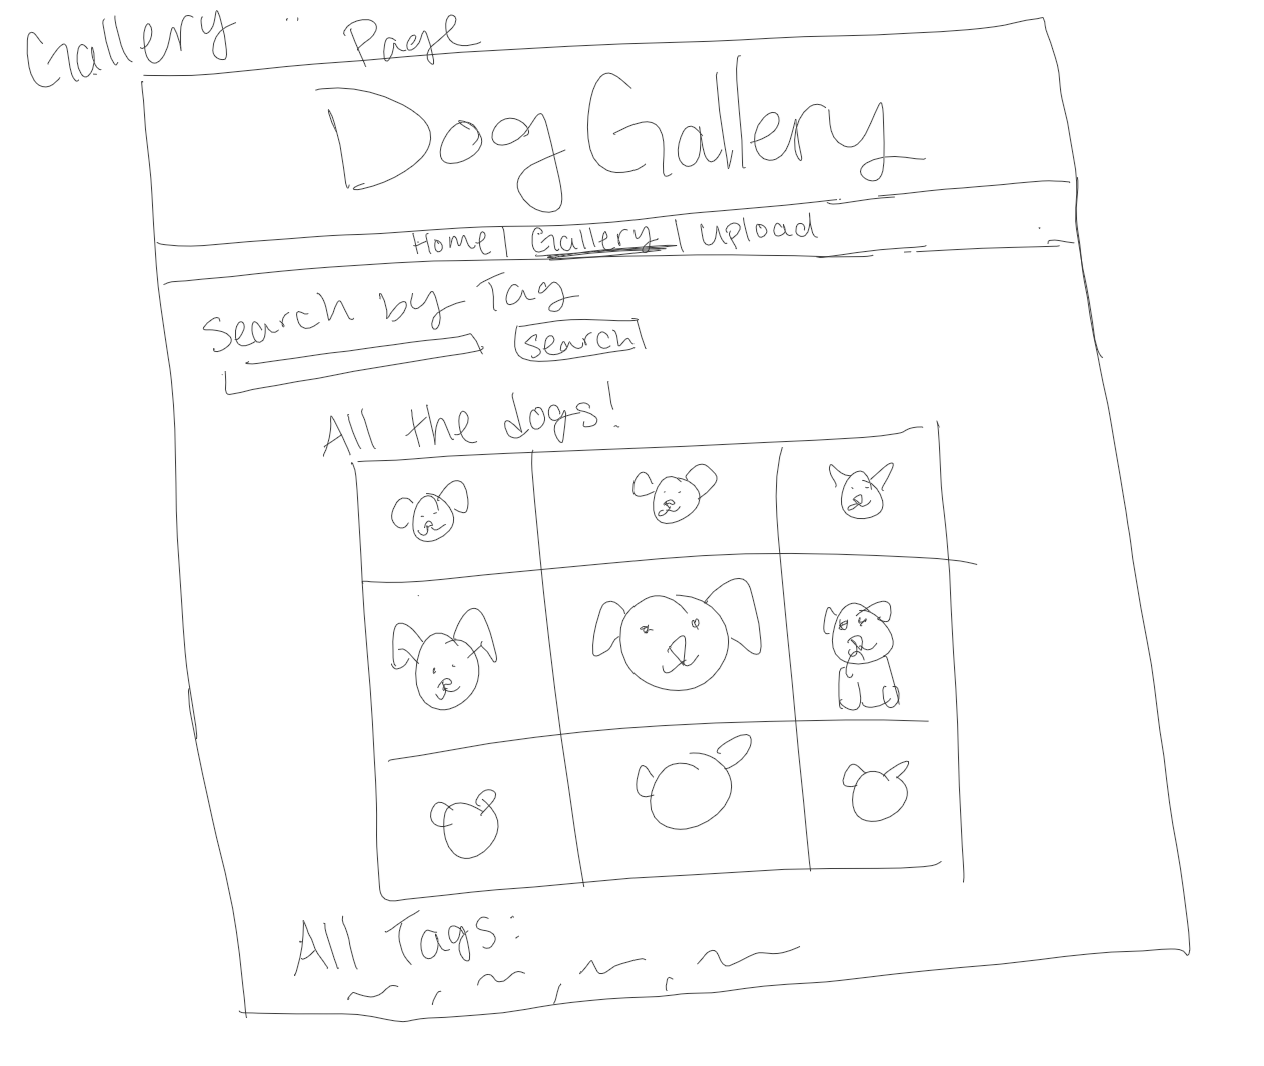 Gallery Page
Dog Gallery
Home | Gallery | Upload
Search by Tag
search
All the dogs!
All Tags: